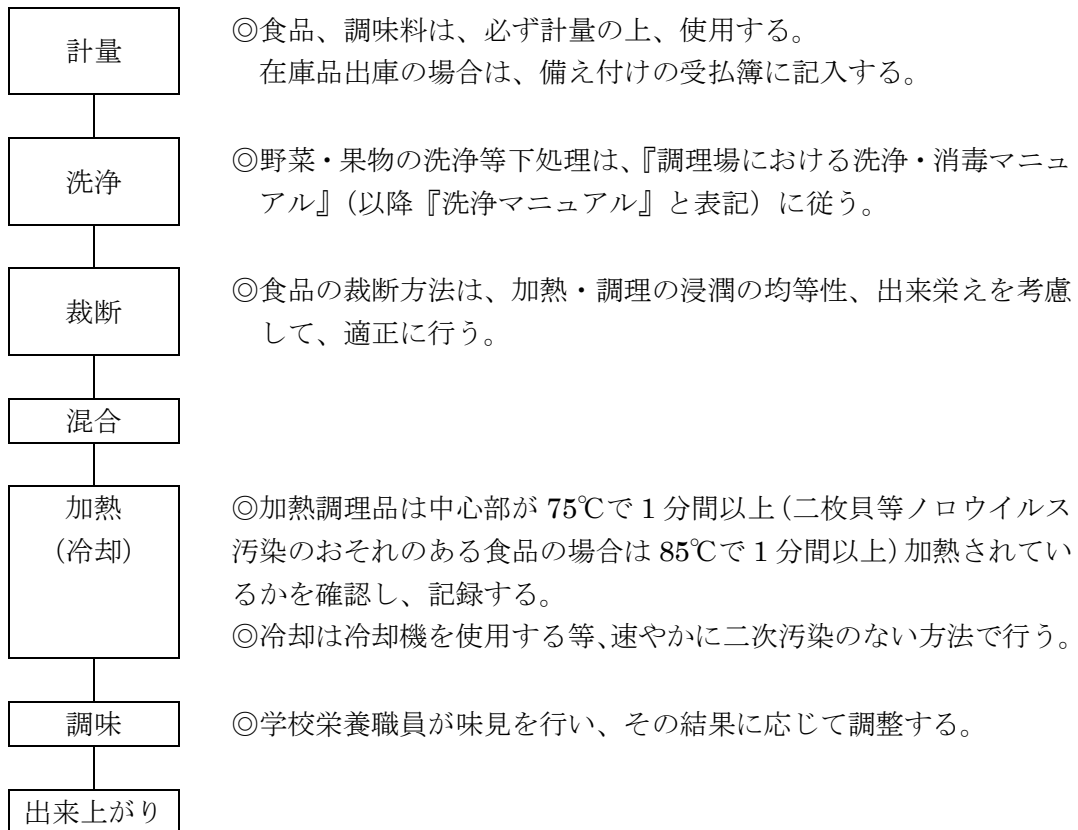 計量
◎食品、調味料は、必ず計量の上、使用する。
在庫品出庫の場合は、備え付けの受払簿に記入する。
洗浄
◎野菜・果物の洗浄等下処理は、『調理場における洗浄・消毒マニュ
アル』(以降『洗浄マニュアル』と表記)に従う。
裁断
◎食品の裁断方法は、加熱・調理の浸潤の均等性、出来栄えを考慮
して、適正に行う。
混合
加熱
(冷却)
◎加熱調理品は中心部が 75℃で 1 分間以上(二枚貝等ノロウイルス
汚染のおそれのある食品の場合は 85℃で 1 分間以上)加熱されてい
るかを確認し、記録する。
◎冷却は冷却機を使用する等、速やかに二次汚染のない方法で行う。
調味
◎学校栄養職員が味見を行い、その結果に応じて調整する。
出来上がり